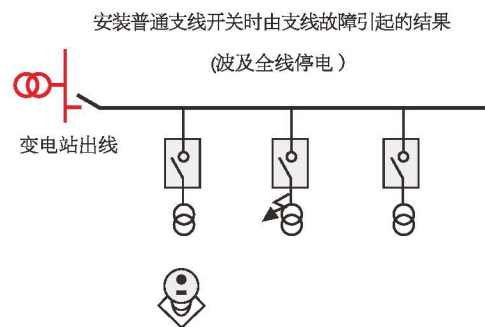 安装普通支线开关时由支线故障引起的结果
(波及全线停电）
变电站出线